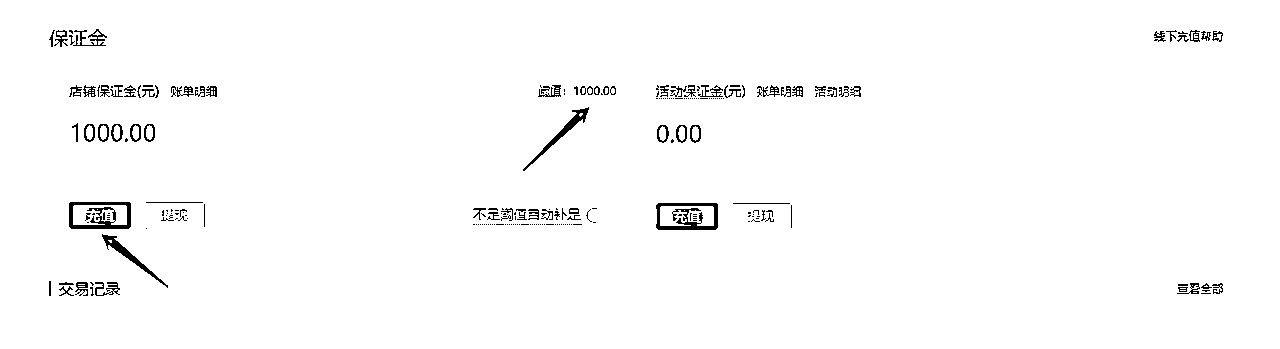 保证金
线下充值帮助
店铺保证金(元) 账单明细 阈值：1000.00
活动保证金(元) 账单明细 活动明细
1000.00
0.00
充值 提现 不足阈值自动补足
充值 提现
交易记录
查看全部